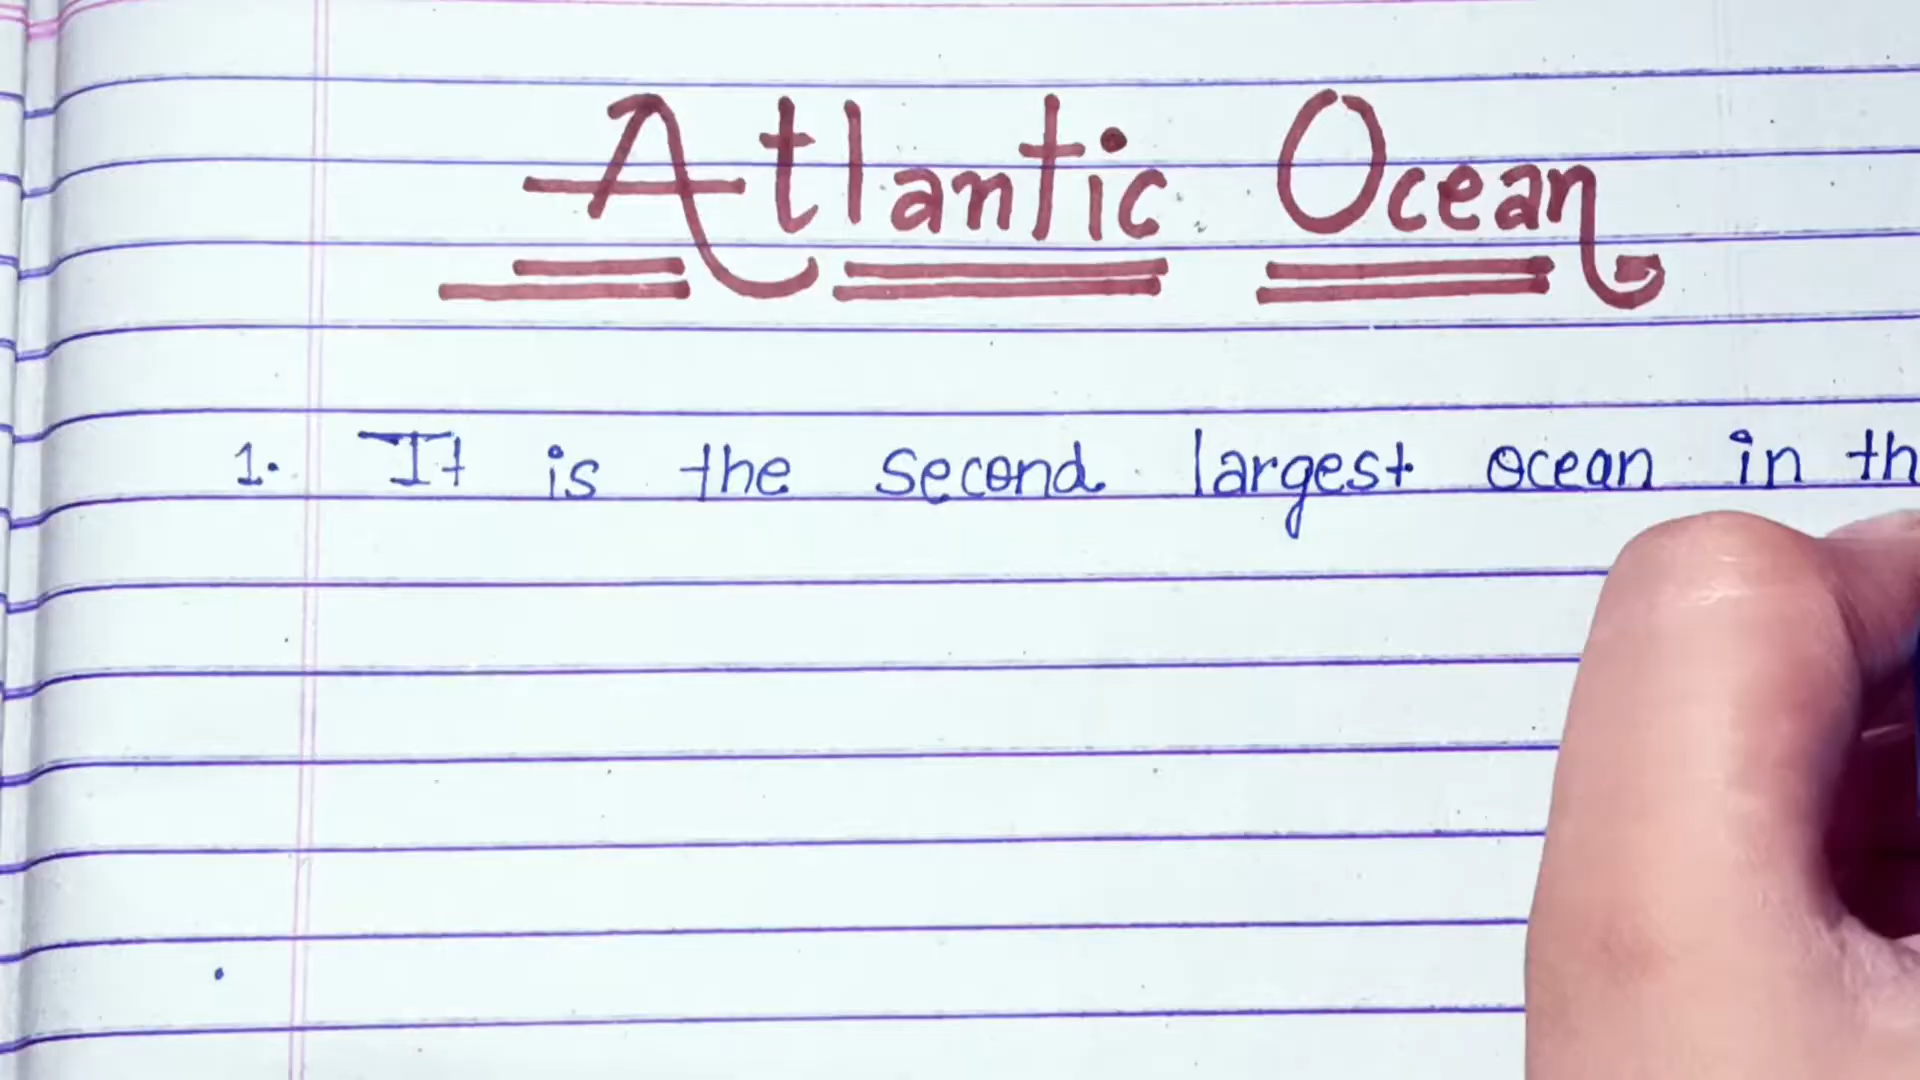 Atlantic Ocean
1. It is the second largest ocean in th